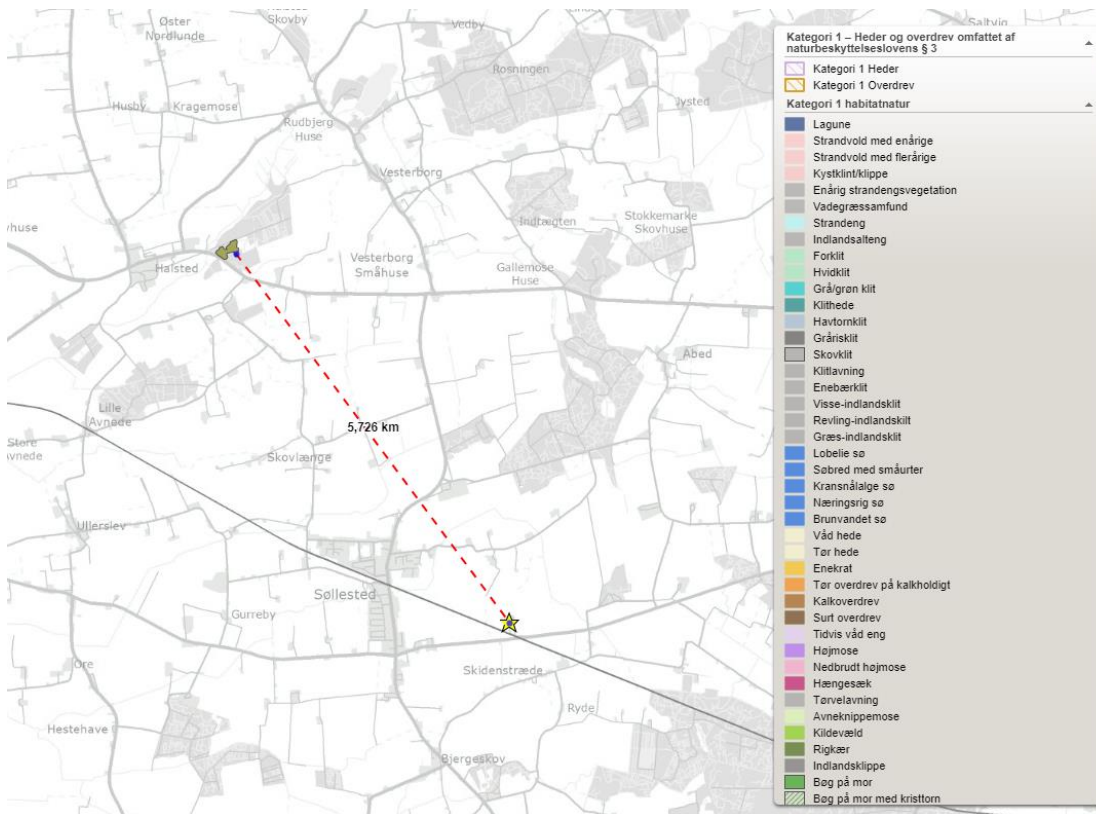 Halsted
Skovby
Øster
Nordlunde
Vedby
Saltvig
Rosningen
Husby
Kragemose
Jysted
Rudbjerg
Huse
Vesterborg
Indtægten
Stokkemarke
Skovhuse
vhuse
Halsted
Vesterborg
Småhuse
Gallemose
Huse
Abed
Lille
Avnede
5,726 km
Store
vnede
Skovlænge
Ullerslev
Søllested
Gurreby
Skidenstræde
Ore
Ryde
Hestehave
Bjergeskov
Kategori 1 – Heder og overdrev omfattet af
naturbeskyttelseslovens § 3
Kategori 1 Heder
Kategori 1 Overdrev
Kategori 1 habitatnatur
Lagune
Strandvold med enårige
Strandvold med flerårige
Kystklint/klippe
Enårig strandengsvegetation
Vadegræssamfund
Strandeng
Indlandsalteng
Forklit
Hvidklit
Grå/grøn klit
Klithede
Havtornklit
Grårisklit
Skovklit
Klitlavning
Enebærklit
Visse-indlandsklit
Revling-indlandskilt
Græs-indlandsklit
Lobelie sø
Søbred med småurter
Kransnålalge sø
Næringsrig sø
Brunvandet sø
Våd hede
Tør hede
Enekrat
Tør overdrev på kalkholdigt
Kalkoverdrev
Surt overdrev
Tidvis våd eng
Højmose
Nedbrudt højmose
Hængesæk
Tørvelavning
Avneknippemose
Kildevæld
Rigkær
Indlandsklippe
Bøg på mor
Bøg på mor med kristtorn